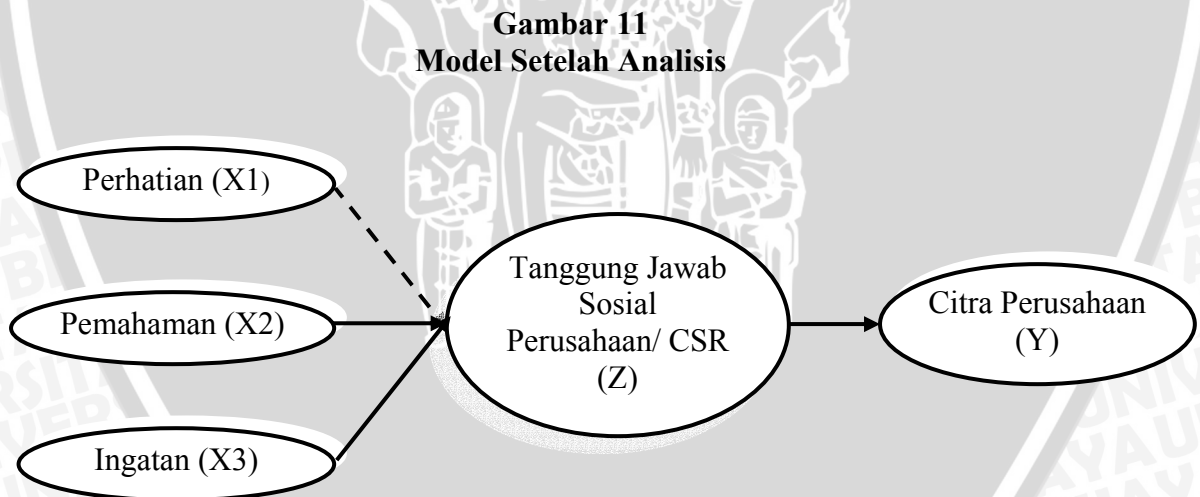 Gambar 11
Model Setelah Analisis
Perhatian (X1)
Pemahaman (X2)
Ingatan (X3)
Tanggung Jawab
Sosial
Perusahaan/ CSR
(Z)
Citra Perusahaan
(Y)